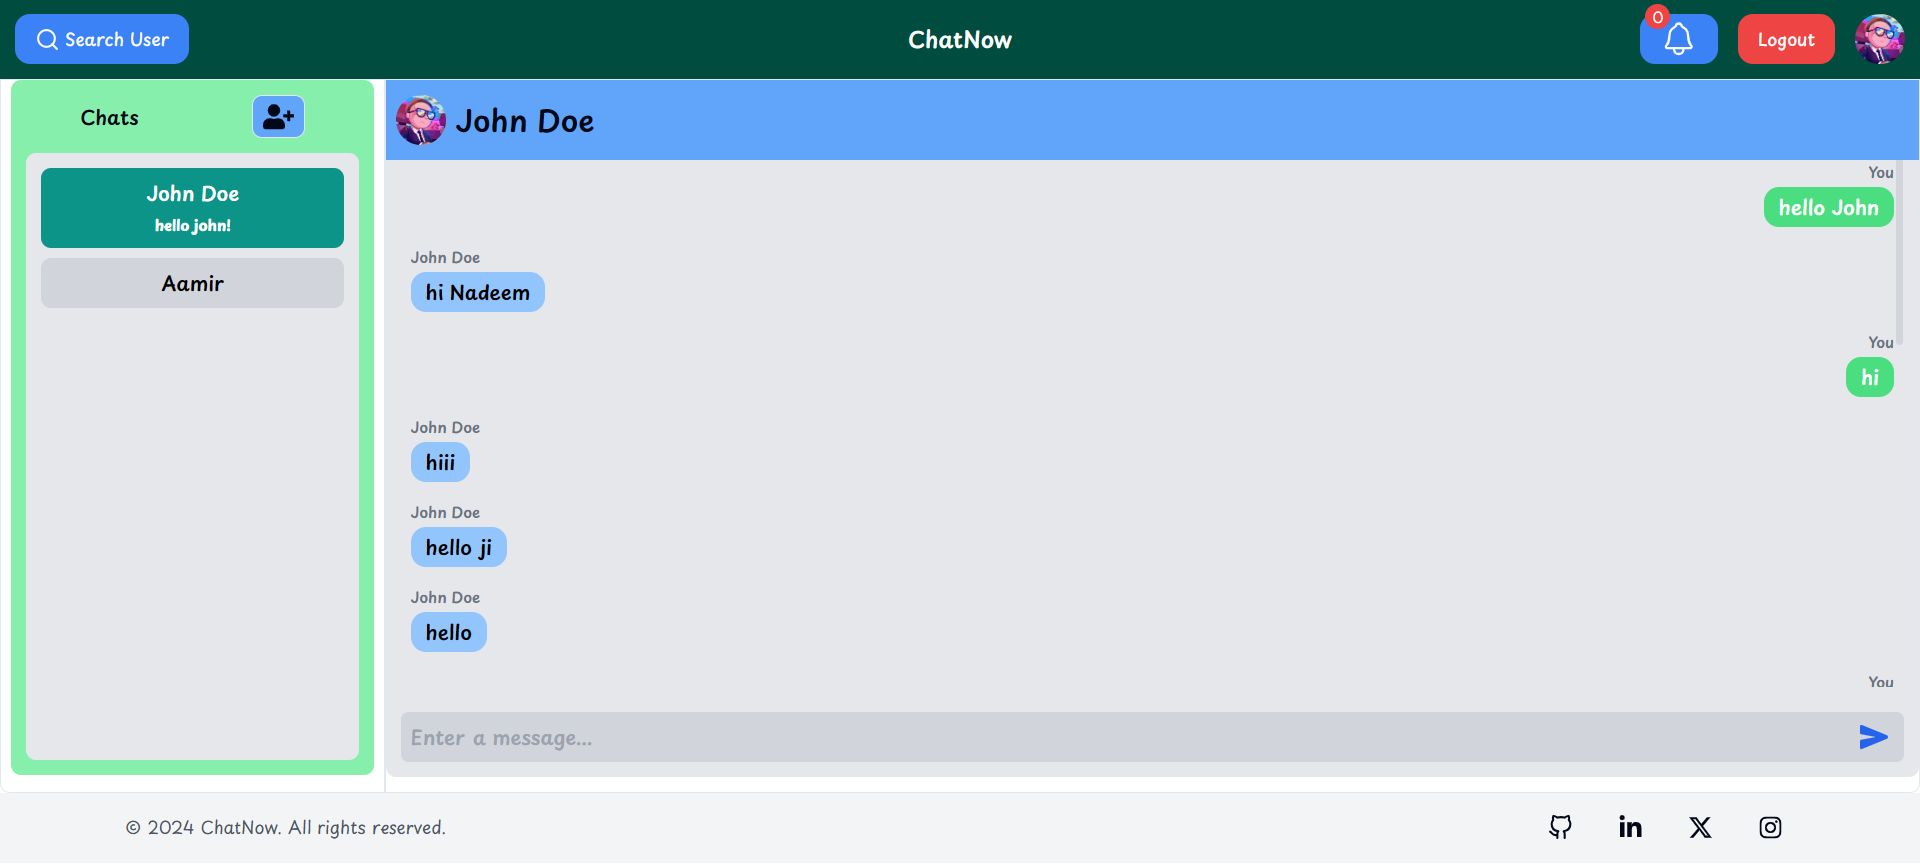 Search User
ChatNow
0
Logout
Chats
John Doe
hello john!
Aamir
John Doe
You
hello John
John Doe
hi Nadeem
You
hi
John Doe
hiii
John Doe
hello ji
John Doe
hello
You
Enter a message...
© 2024 ChatNow. All rights reserved.